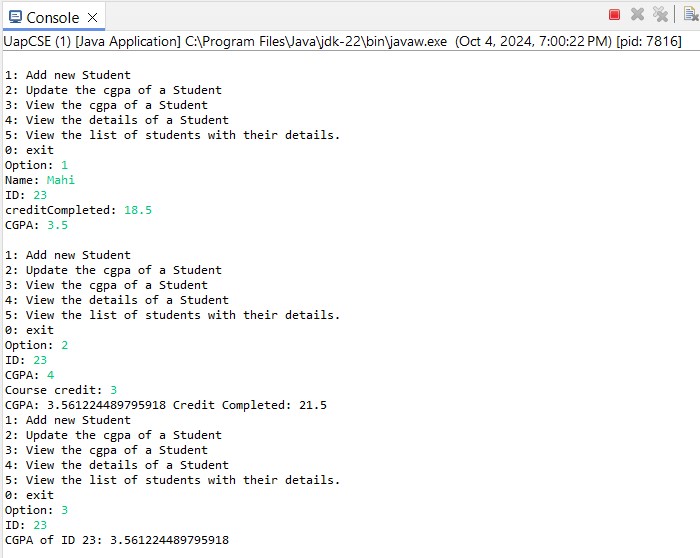 Console
UapCSE (1) [Java Application] C:\Program Files\Java\jdk-22\bin\javaw.exe (Oct 4, 2024, 7:00:22 PM) [pid: 7816]
1: Add new Student
2: Update the cgpa of a Student
3: View the cgpa of a Student
4: View the details of a Student
5: View the list of students with their details.
0: exit
Option: 1
Name: Mahi
ID: 23
creditCompleted: 18.5
CGPA: 3.5
1: Add new Student
2: Update the cgpa of a Student
3: View the cgpa of a Student
4: View the details of a Student
5: View the list of students with their details.
0: exit
Option: 2
ID: 23
CGPA: 4
Course credit: 3
CGPA: 3.561224489795918 Credit Completed: 21.5
1: Add new Student
2: Update the cgpa of a Student
3: View the cgpa of a Student
4: View the details of a Student
5: View the list of students with their details.
0: exit
Option: 3
ID: 23
CGPA of ID 23: 3.561224489795918